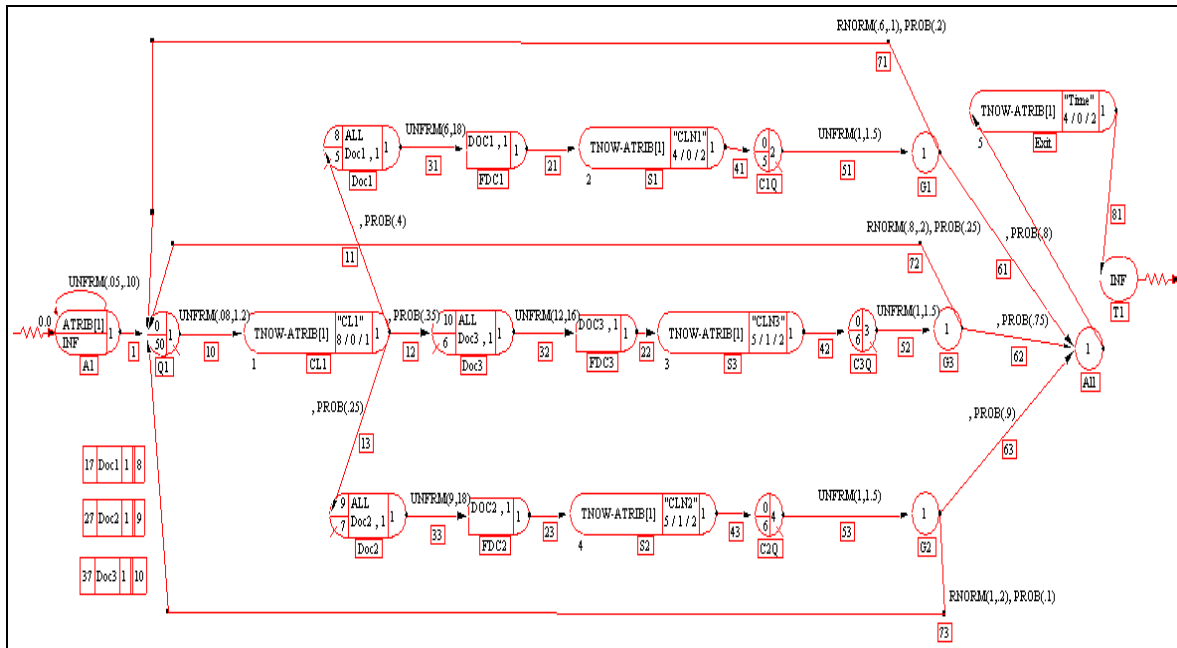 RNORM(.6,.1), PROB(.2)
71
TNOW-ATRIB[1] "Time" 4 / 0 / 2 1
5
Exit
8 5 ALL Doc1 , 1 1
Doc1
UNFRM(6,18)
31
DOC1 , 1 1
FDC1
21
TNOW-ATRIB[1] "CLN1" 4 / 0 / 2 1
2
S1
41
0 5 2
C1Q
UNFRM(1,1.5)
51
1
G1
81
, PROB(.4)
11
RNORM(.8,.2), PROB(.25)
72
, PROB(.8)
61
INF
T1
UNFRM(.05,.10)
0.0
ATRIB[1] INF 1
A1
1
0 50 1
Q1
UNFRM(.08,1.2)
10
TNOW-ATRIB[1] "CL1" 8 / 0 / 1 1
1
CL1
, PROB(.35)
12
10 6 ALL Doc3 , 1 1
Doc3
UNFRM(12,16)
32
DOC3 , 1 1
FDC3
22
TNOW-ATRIB[1] "CLN3" 5 / 1 / 2 1
3
S3
42
0 6 3
C3Q
UNFRM(1,1.5)
52
1
G3
, PROB(.75)
62
1
All
, PROB(.25)
13
, PROB(.9)
63
17 Doc1 1 8
27 Doc2 1 9
37 Doc3 1 10
9 7 ALL Doc2 , 1 1
Doc2
UNFRM(9,18)
33
DOC2 , 1 1
FDC2
23
TNOW-ATRIB[1] "CLN2" 5 / 1 / 2 1
4
S2
43
0 6 4
C2Q
UNFRM(1,1.5)
53
1
G2
RNORM(1,.2), PROB(.1)
73